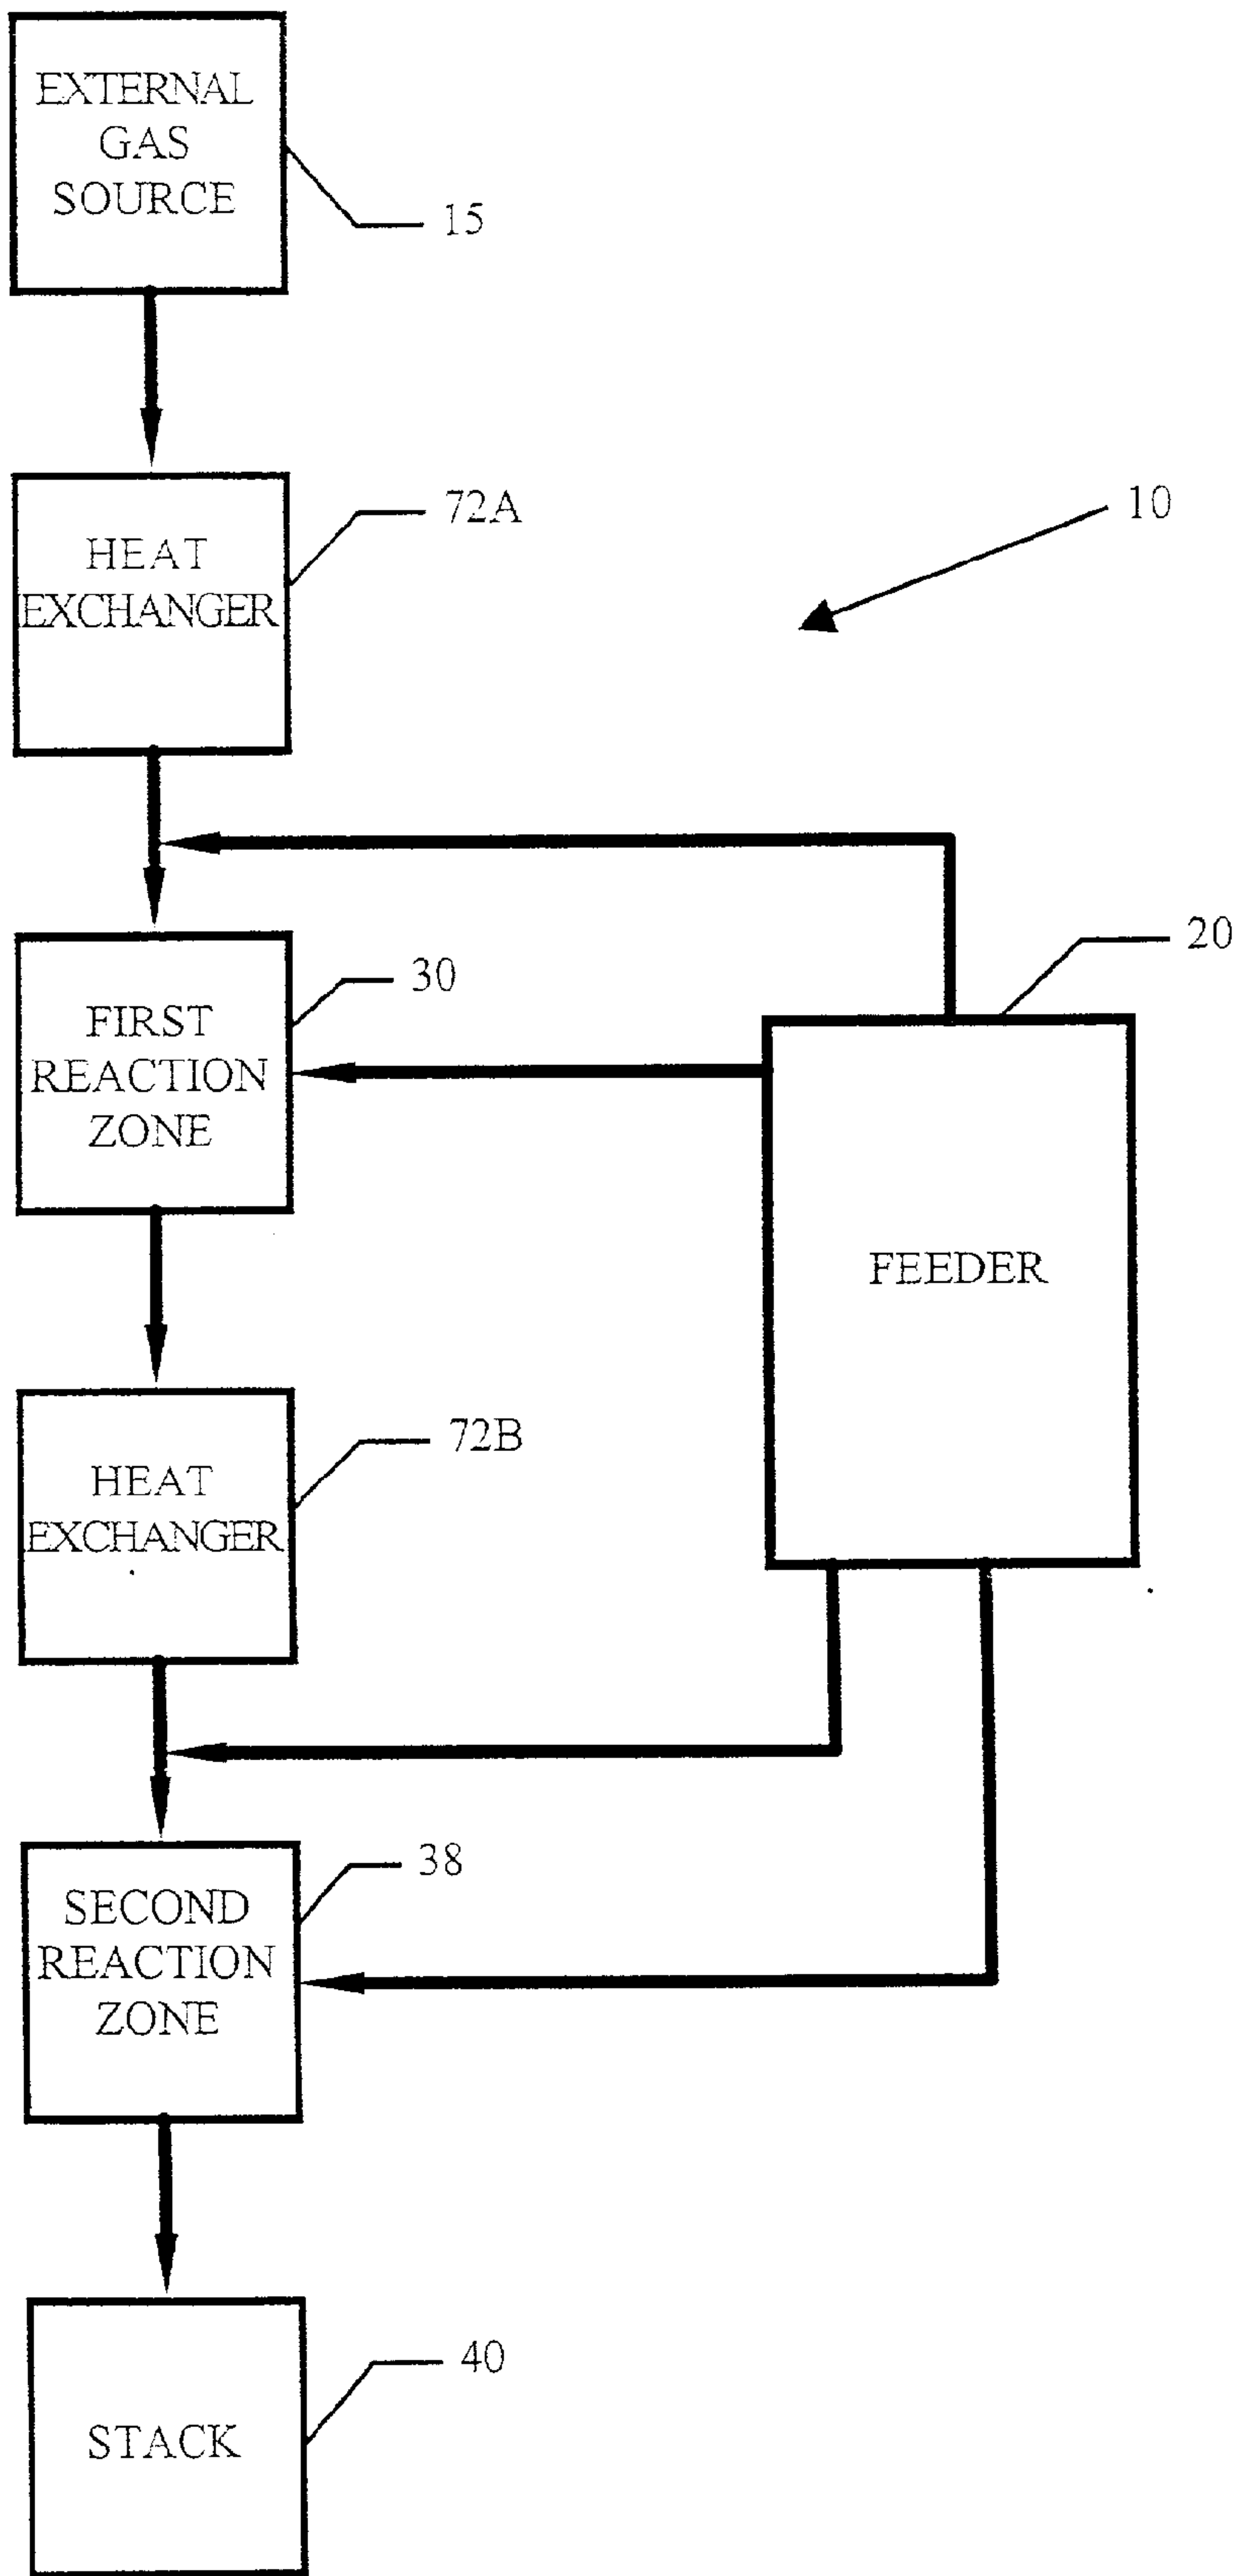 EXTERNAL
GAS
SOURCE
15
HEAT
EXCHANGER
72A
10
FIRST
REACTION
ZONE
30
20
FEEDER
HEAT
EXCHANGER
72B
SECOND
REACTION
ZONE
38
STACK
40